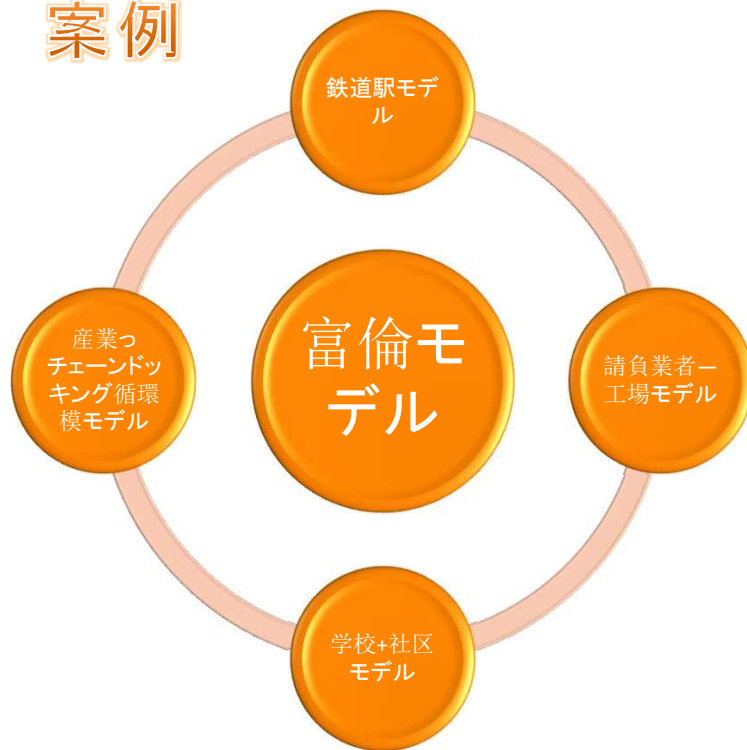 案例
鉄道駅モデ
ル
産業っ
チェーンドッ
キング循環
模モデル
富倫モ
デル
請負業者ー
工場モデル
学校+社区
モデル